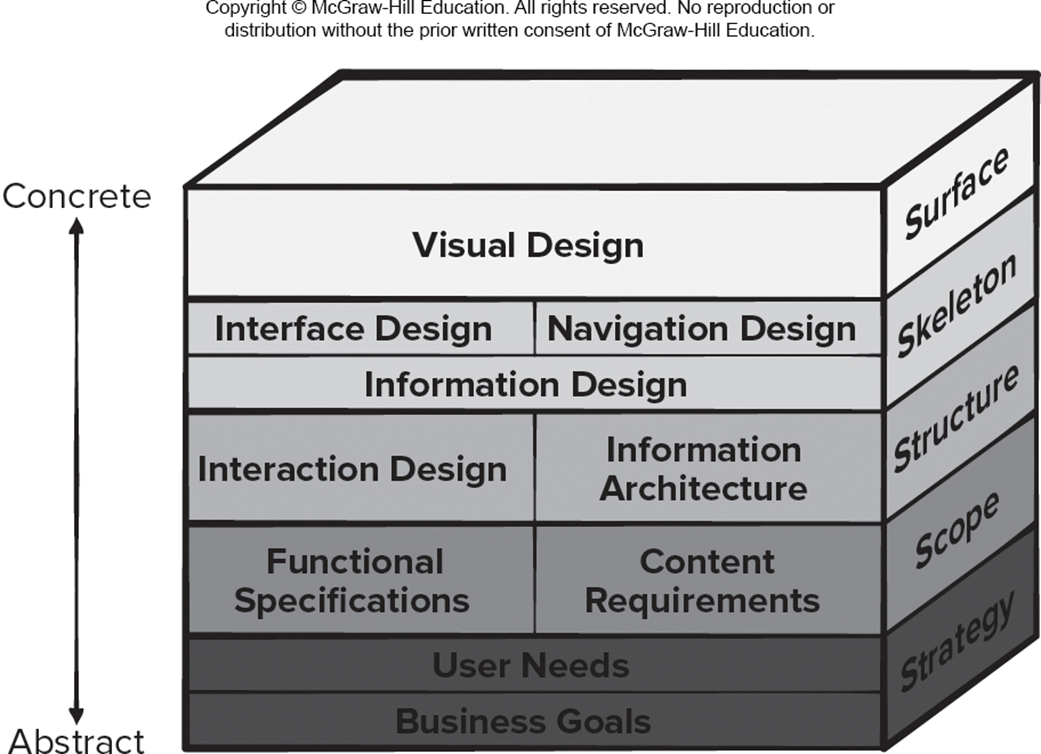 Copyright © McGraw-Hill Education. All rights reserved. No reproduction or
distribution without the prior written consent of McGraw-Hill Education.
Concrete
Visual Design
Surface
Interface Design
Navigation Design
Skeleton
Information Design
Interaction Design
Information
Architecture
Structure
Functional
Specifications
Content
Requirements
Scope
User Needs
Strategy
Business Goals
Abstract